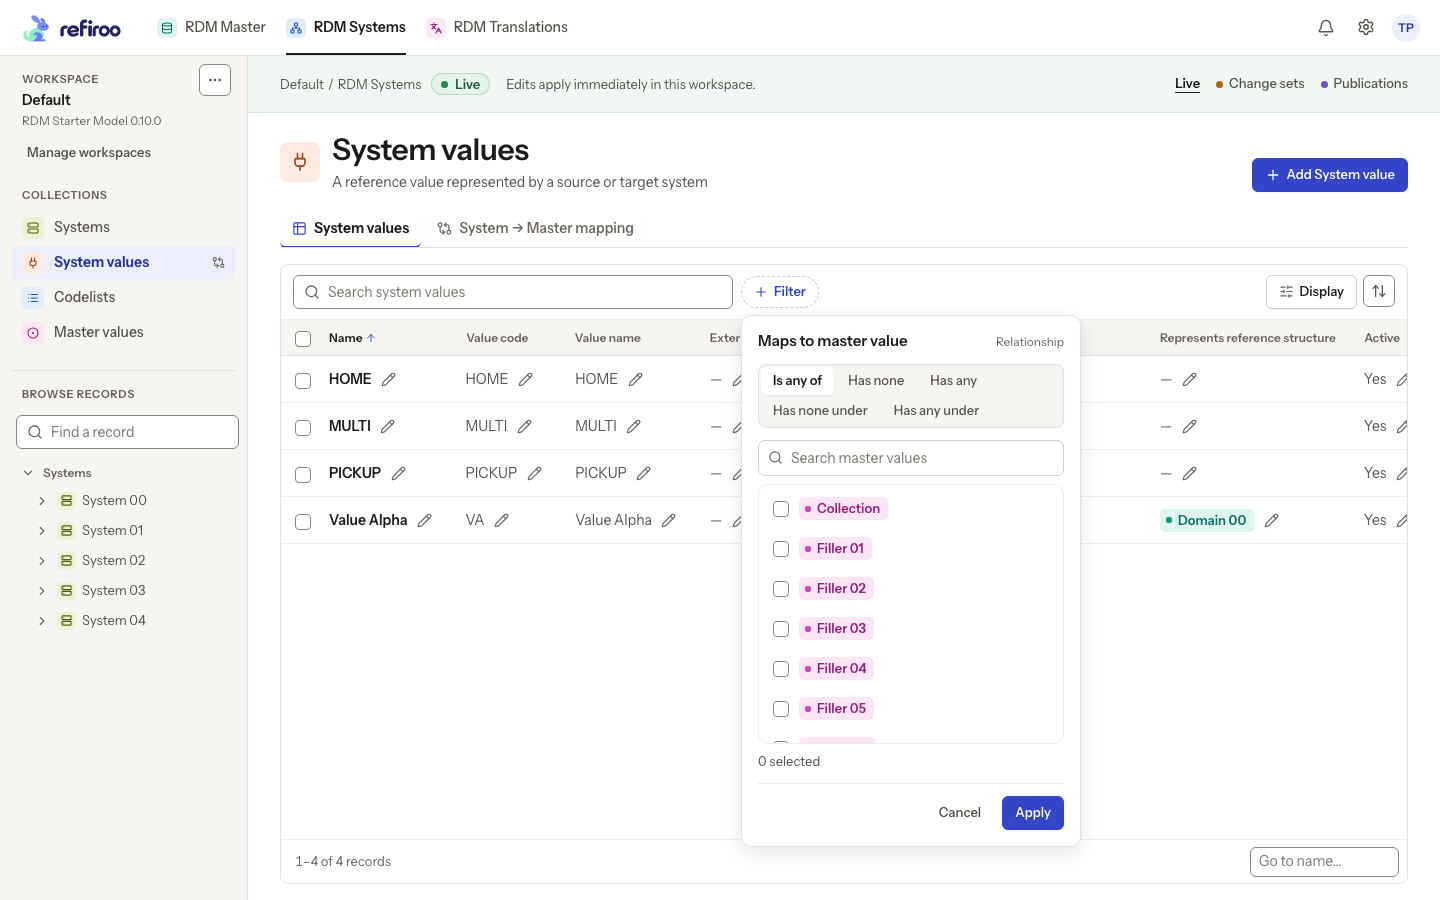 refiroo
RDM Master
RDM Systems
RDM Translations
TP
WORKSPACE
Default
RDM Starter Model 0.10.0
Manage workspaces
COLLECTIONS
Systems
System values
Codelists
Master values
BROWSE RECORDS
Find a record
Systems
System 00
System 01
System 02
System 03
System 04
Default / RDM Systems
Live
Edits apply immediately in this workspace.
Live
Change sets
Publications
System values
A reference value represented by a source or target system
Add System value
System values
System → Master mapping
Search system values
Filter
Display
Name ↑ Value code Value name Exter Represents reference structure Active
HOME HOME HOME — — Yes
MULTI MULTI MULTI — — Yes
PICKUP PICKUP PICKUP — — Yes
Value Alpha VA Value Alpha — Domain 00 Yes
Maps to master value
Relationship
Is any of Has none Has any
Has none under Has any under
Search master values
Collection
Filler 01
Filler 02
Filler 03
Filler 04
Filler 05
0 selected
Cancel
Apply
1–4 of 4 records
Go to name...